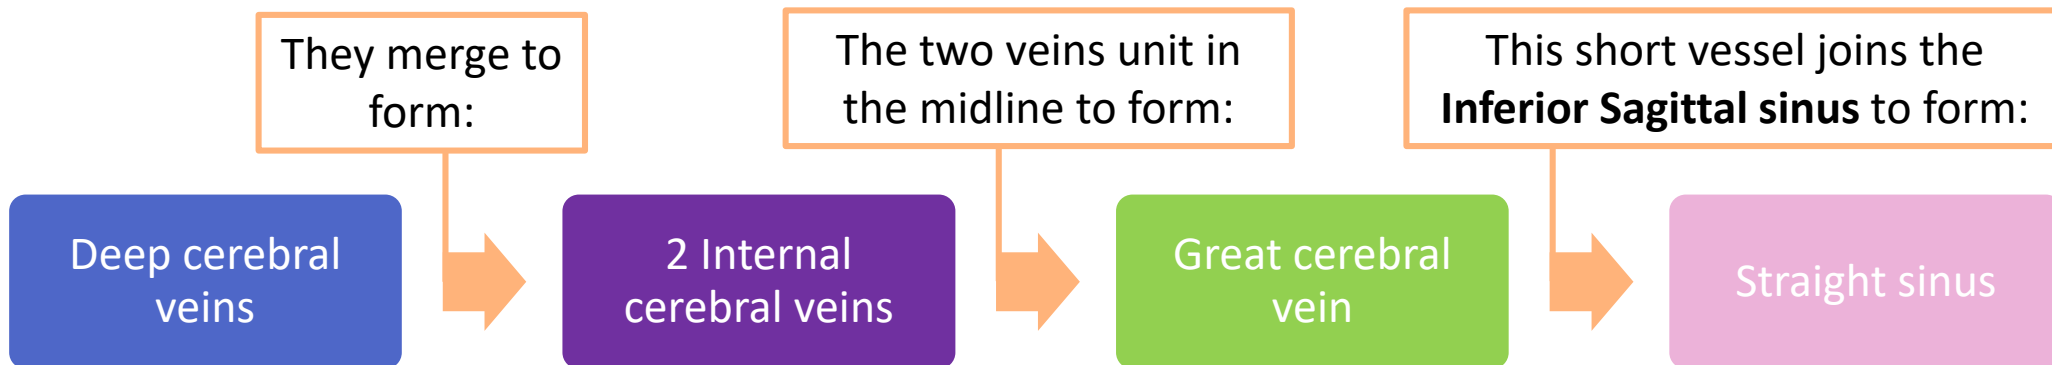 They merge to
form:
The two veins unit in
the midline to form:
This short vessel joins the
Inferior Sagittal sinus to form:
Deep cerebral
veins
2 Internal
cerebral veins
Great cerebral
vein
Straight sinus